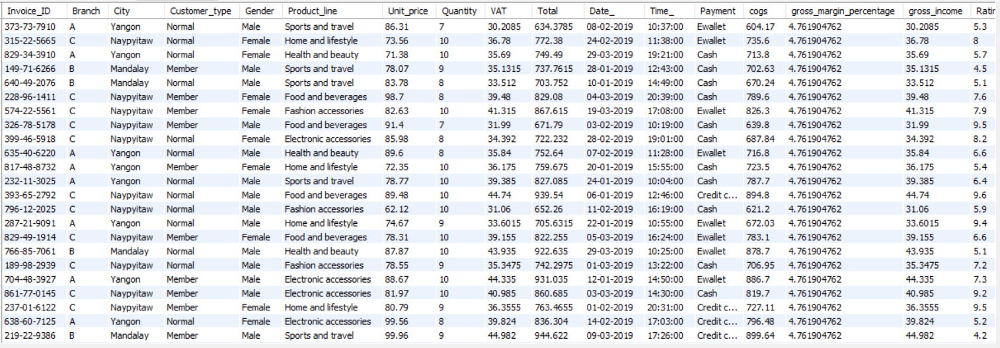 Invoice_ID Branch City Customer_type Gender Product_line Unit_price Quantity VAT Total Date_ Time_ Payment cogs gross_margin_percentage gross_income Ratir
373-73-7910 A Yangon Normal Male Sports and travel 86.31 7 30.2085 634.3785 08-02-2019 10:37:00 Ewallet 604.17 4.761904762 30.2085 5.3
315-22-5665 C Naypyitaw Normal Female Home and lifestyle 73.56 10 36.78 772.38 24-02-2019 11:38:00 Ewallet 735.6 4.761904762 36.78 8
829-34-3910 A Yangon Normal Female Health and beauty 71.38 10 35.69 749.49 29-03-2019 19:21:00 Cash 713.8 4.761904762 35.69 5.7
149-71-6266 B Mandalay Member Male Sports and travel 78.07 9 35.1315 737.7615 28-01-2019 12:43:00 Cash 702.63 4.761904762 35.1315 4.5
640-49-2076 B Mandalay Normal Male Sports and travel 83.78 8 33.512 703.752 10-01-2019 14:49:00 Cash 670.24 4.761904762 33.512 5.1
228-96-1411 C Naypyitaw Member Female Food and beverages 98.7 8 39.48 829.08 04-03-2019 20:39:00 Cash 789.6 4.761904762 39.48 7.6
574-22-5561 C Naypyitaw Member Female Fashion accessories 82.63 10 41.315 867.615 19-03-2019 17:08:00 Ewallet 826.3 4.761904762 41.315 7.9
326-78-5178 C Naypyitaw Member Male Food and beverages 91.4 7 31.99 671.79 03-02-2019 10:19:00 Cash 639.8 4.761904762 31.99 9.5
399-46-5918 C Naypyitaw Normal Female Electronic accessories 85.98 8 34.392 722.232 28-02-2019 19:01:00 Cash 687.84 4.761904762 34.392 8.2
635-40-6220 A Yangon Normal Male Health and beauty 89.6 8 35.84 752.64 07-02-2019 11:28:00 Ewallet 716.8 4.761904762 35.84 6.6
817-48-8732 A Yangon Member Female Home and lifestyle 72.35 10 36.175 759.675 20-01-2019 15:55:00 Cash 723.5 4.761904762 36.175 5.4
232-11-3025 A Yangon Normal Male Sports and travel 78.77 10 39.385 827.085 24-01-2019 10:04:00 Cash 787.7 4.761904762 39.385 6.4
393-65-2792 C Naypyitaw Normal Male Food and beverages 89.48 10 44.74 939.54 06-01-2019 12:46:00 Credit c... 894.8 4.761904762 44.74 9.6
796-12-2025 C Naypyitaw Normal Male Fashion accessories 62.12 10 31.06 652.26 11-02-2019 16:19:00 Cash 621.2 4.761904762 31.06 5.9
287-21-9091 A Yangon Normal Male Home and lifestyle 74.67 9 33.6015 705.6315 22-01-2019 10:55:00 Ewallet 672.03 4.761904762 33.6015 9.4
829-49-1914 C Naypyitaw Member Female Food and beverages 78.31 10 39.155 822.255 05-03-2019 16:24:00 Ewallet 783.1 4.761904762 39.155 6.6
766-85-7061 B Mandalay Normal Male Health and beauty 87.87 10 43.935 922.635 29-03-2019 10:25:00 Ewallet 878.7 4.761904762 43.935 5.1
189-98-2939 C Naypyitaw Normal Male Fashion accessories 78.55 9 35.3475 742.2975 01-03-2019 13:22:00 Cash 706.95 4.761904762 35.3475 7.2
704-48-3927 A Yangon Member Male Electronic accessories 88.67 10 44.335 931.035 12-01-2019 14:50:00 Ewallet 886.7 4.761904762 44.335 7.3
861-77-0145 C Naypyitaw Member Male Electronic accessories 81.97 10 40.985 860.685 03-03-2019 14:30:00 Cash 819.7 4.761904762 40.985 9.2
237-01-6122 C Naypyitaw Member Female Home and lifestyle 80.79 9 36.3555 763.4655 01-02-2019 20:31:00 Credit c... 727.11 4.761904762 36.3555 9.5
638-60-7125 A Yangon Normal Female Electronic accessories 99.56 8 39.824 836.304 14-02-2019 17:03:00 Credit c... 796.48 4.761904762 39.824 5.2
219-22-9386 B Mandalay Member Male Sports and travel 99.96 9 44.982 944.622 09-03-2019 17:26:00 Credit c... 899.64 4.761904762 44.982 4.2